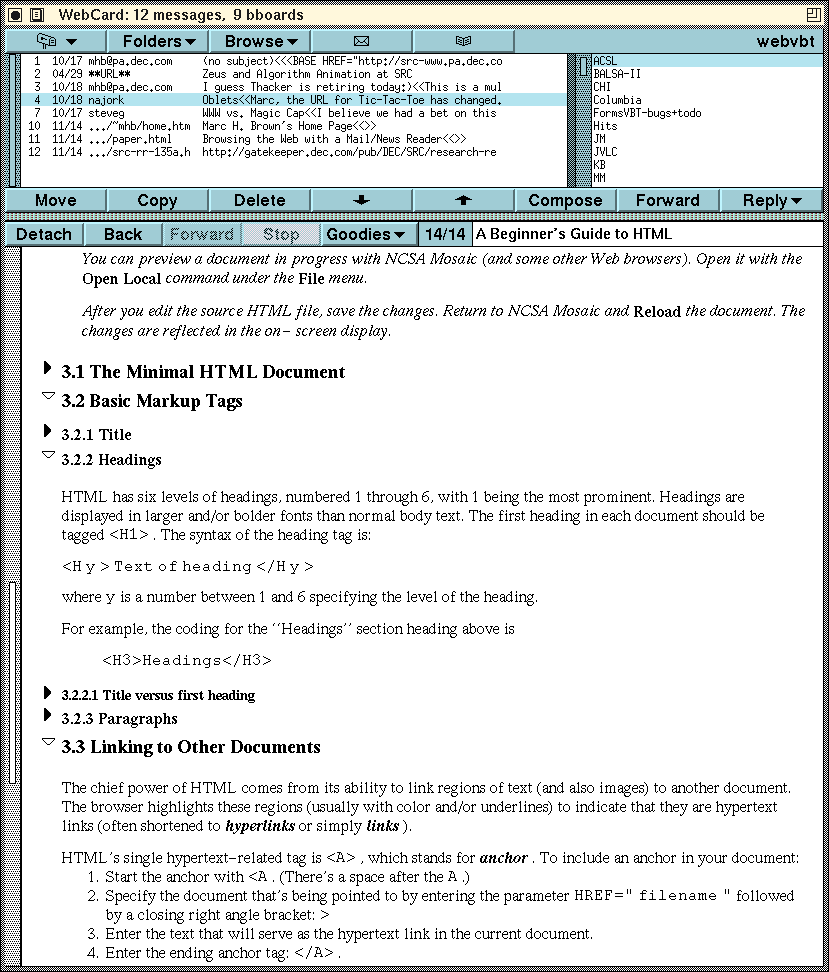 WebCard: 12 messages, 9 bboards
Folders Browse webvbt
1 10/17 mhb@pa.dec.com (no subject)<<<BASE HREF="http://src-www.pa.dec.co
2 04/29 **URL** Zeus and Algorithm Animation at SRC
3 10/18 mhb@pa.dec.com I guess Thacker is retiring today:)<<This is a mul
4 10/18 najork Oblets<<Marc, the URL for Tic-Tac-Toe has changed.
7 10/17 steveg WWW vs. Magic Cap<<I believe we had a bet on this
10 11/14 .../~mhb/home.htm Marc H. Brown's Home Page<<>>
11 11/14 .../paper.html Browsing the Web with a Mail/News Reader<<>>
12 11/14 .../src-rr-135a.h http://gatekeeper.dec.com/pub/DEC/SRC/research-re
ACSL
BALSA-II
CHI
Columbia
FormsVBT-bugs+todo
Hits
JM
JVLC
KB
MM
Move Copy Delete Compose Forward Reply
Detach Back Forward Stop Goodies 14/14 A Beginner's Guide to HTML
You can preview a document in progress with NCSA Mosaic (and some other Web browsers). Open it with the
Open Local command under the File menu.
After you edit the source HTML file, save the changes. Return to NCSA Mosaic and Reload the document. The
changes are reflected in the on- screen display.
3.1 The Minimal HTML Document
3.2 Basic Markup Tags
3.2.1 Title
3.2.2 Headings
HTML has six levels of headings, numbered 1 through 6, with 1 being the most prominent. Headings are
displayed in larger and/or bolder fonts than normal body text. The first heading in each document should be
tagged <H1> . The syntax of the heading tag is:
<H y > Text of heading </H y >
where y is a number between 1 and 6 specifying the level of the heading.
For example, the coding for the ``Headings'' section heading above is
<H3>Headings</H3>
3.2.2.1 Title versus first heading
3.2.3 Paragraphs
3.3 Linking to Other Documents
The chief power of HTML comes from its ability to link regions of text (and also images) to another document.
The browser highlights these regions (usually with color and/or underlines) to indicate that they are hypertext
links (often shortened to hyperlinks or simply links ).
HTML's single hypertext-related tag is <A> , which stands for anchor . To include an anchor in your document:
1. Start the anchor with <A . (There's a space after the A .)
2. Specify the document that's being pointed to by entering the parameter HREF=" filename " followed
by a closing right angle bracket: >
3. Enter the text that will serve as the hypertext link in the current document.
4. Enter the ending anchor tag: </A> .